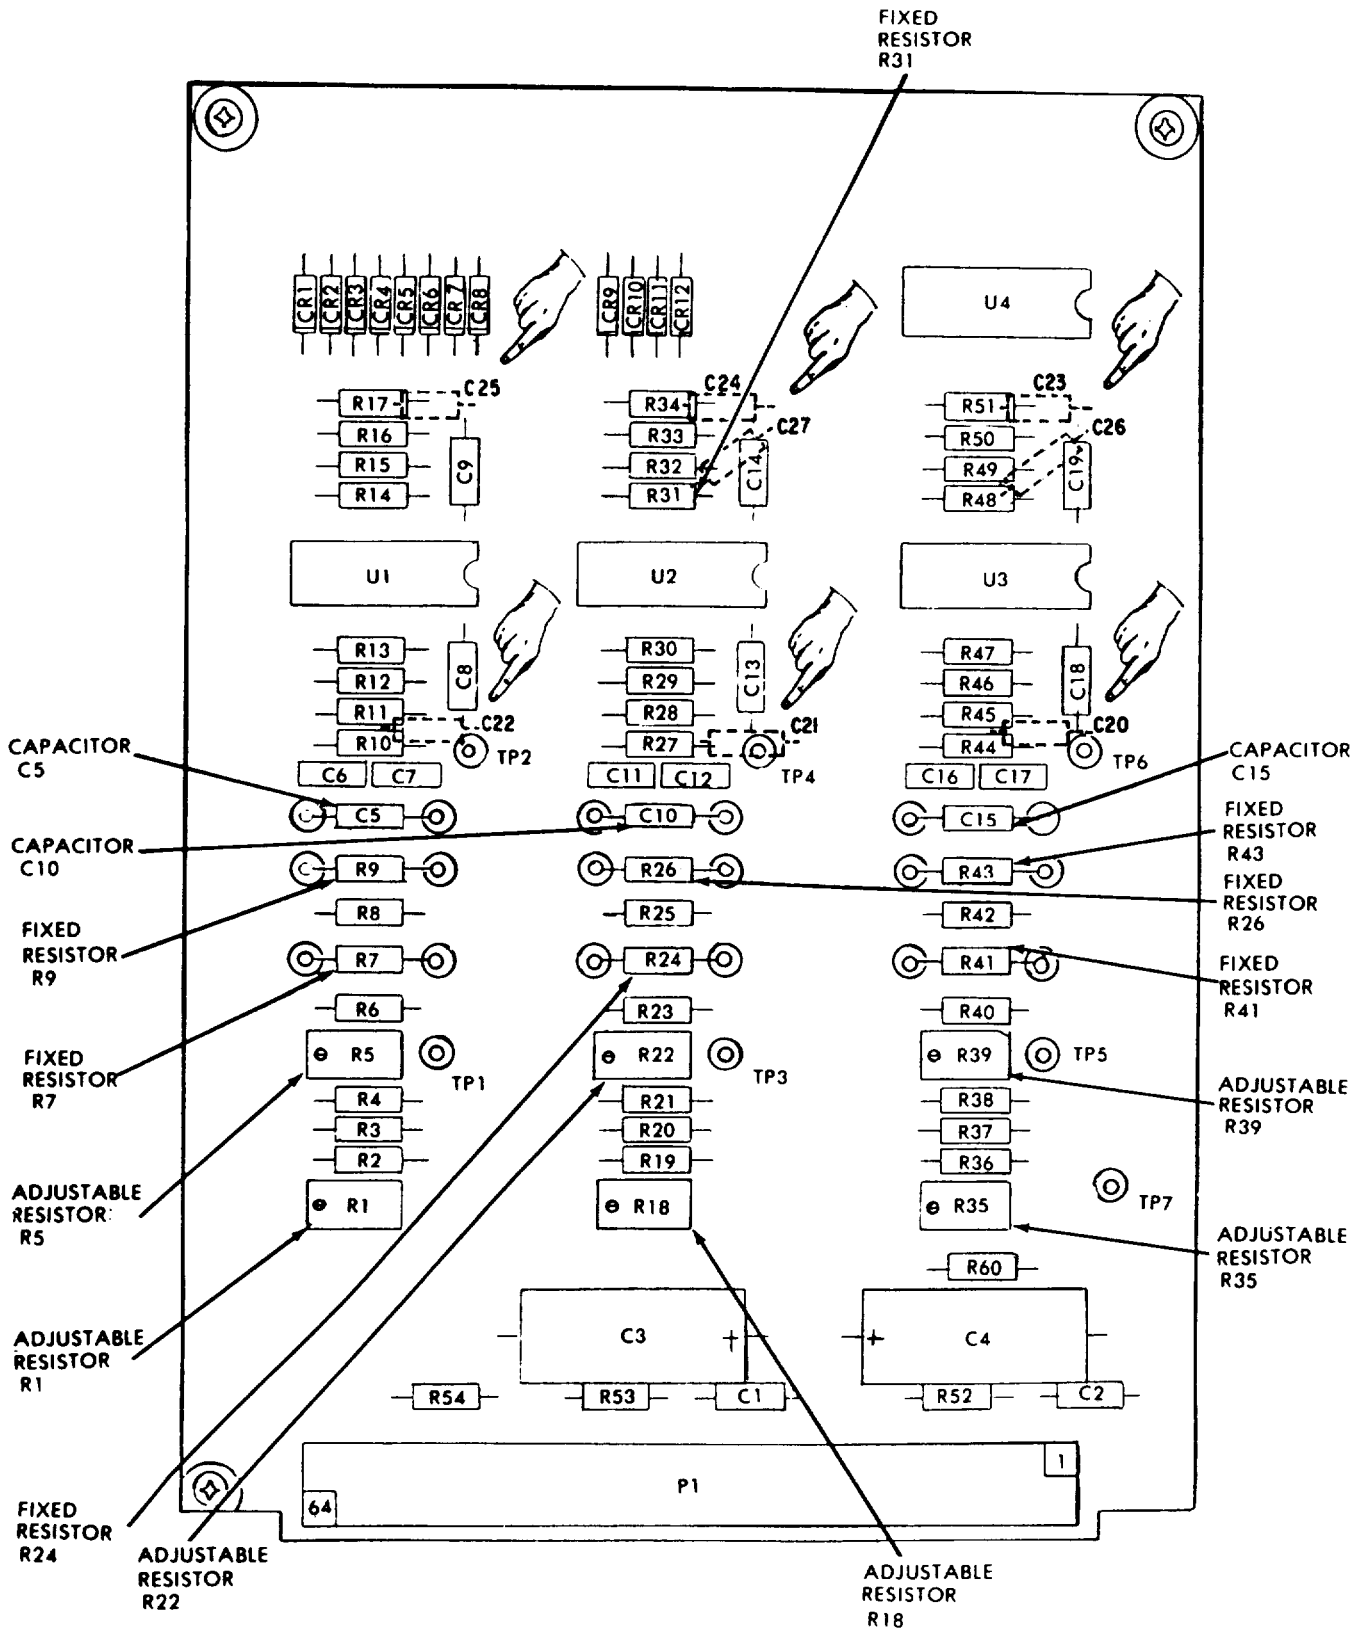 FIXED
RESISTOR
R31
CR1
CR2
CR3
CR4
CR5
CR6
CR7
CR8
CR9
CR10
CR11
CR12
U4
R17
C25
R34
C24
R51
C23
R16
R33
C27
R50
C26
R15
C9
R32
C14
R49
C19
R14
R31
R48
U1
U2
U3
R13
R30
R47
R12
C8
R29
C13
R46
C18
R11
C22
R28
C21
R45
C20
R10
TP2
R27
TP4
R44
TP6
C6
C7
C11
C12
C16
C17
CAPACITOR
C5
CAPACITOR
C15
C5
C10
C15
CAPACITOR
C10
FIXED
RESISTOR
R43
R9
R26
R43
FIXED
RESISTOR
R26
R8
R25
R42
FIXED
RESISTOR
R9
R7
R24
R41
FIXED
RESISTOR
R41
R6
R23
R40
R5
TP1
R22
TP3
R39
TP5
FIXED
RESISTOR
R7
ADJUSTABLE
RESISTOR
R39
R4
R21
R38
R3
R20
R37
R2
R19
R36
ADJUSTABLE
RESISTOR
R5
R1
R18
R35
TP7
ADJUSTABLE
RESISTOR
R35
R60
ADJUSTABLE
RESISTOR
R1
C3
+
+
C4
R54
R53
C1
R52
C2
1
P1
64
FIXED
RESISTOR
R24
ADJUSTABLE
RESISTOR
R22
ADJUSTABLE
RESISTOR
R18